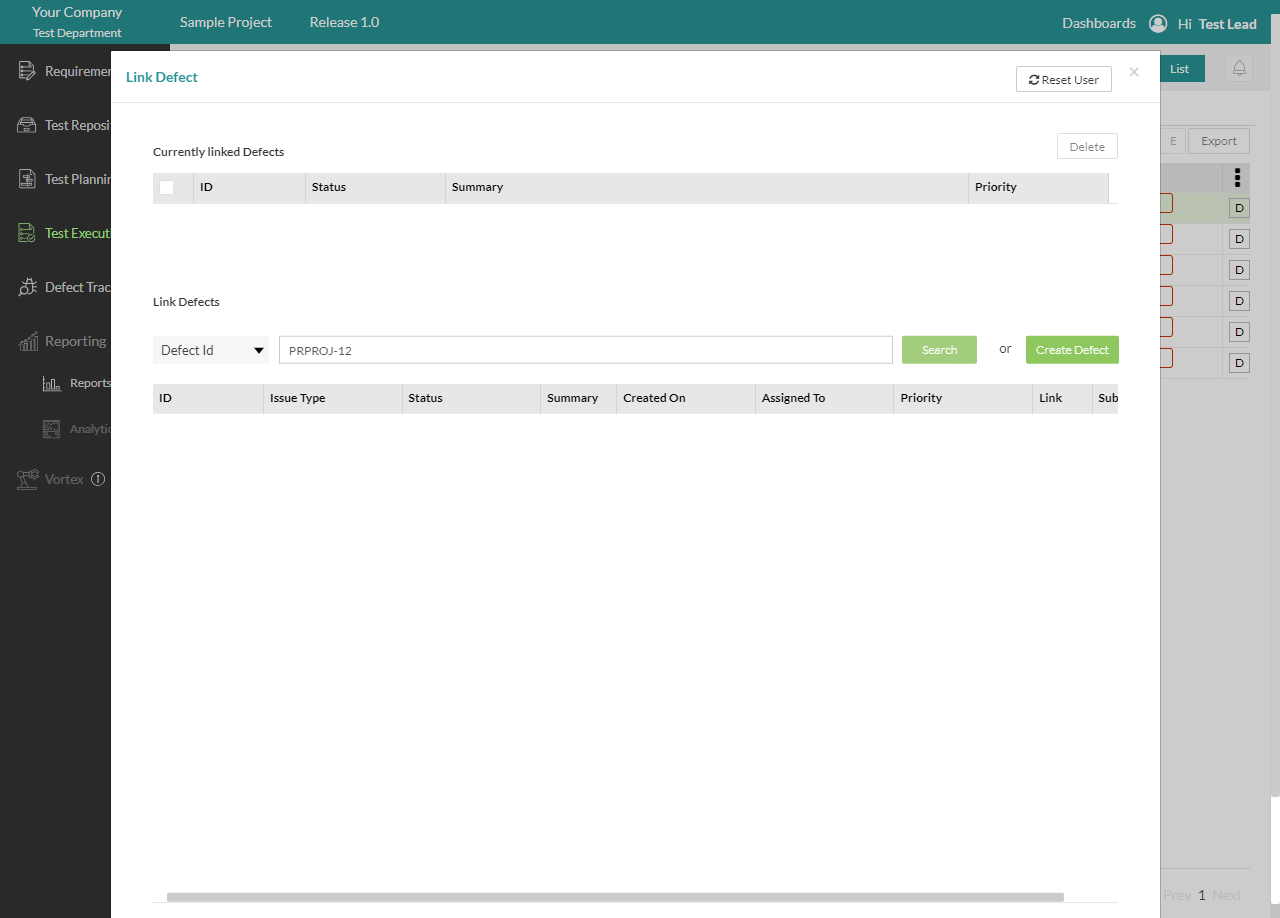 Your Company
Test Department
Sample Project
Release 1.0
Dashboards
Hi Test Lead
Link Defect
Reset User
×
List
Requiremen
Test Reposi
Test Plannin
Test Executi
Defect Trac
Reporting
Reports
Analytic
Vortex
Currently linked Defects
Delete
E
Export
ID
Status
Summary
Priority
D
D
D
D
D
D
Link Defects
Defect Id
PRPROJ-12
Search
or
Create Defect
ID
Issue Type
Status
Summary
Created On
Assigned To
Priority
Link
Sub
Prev 1 Next